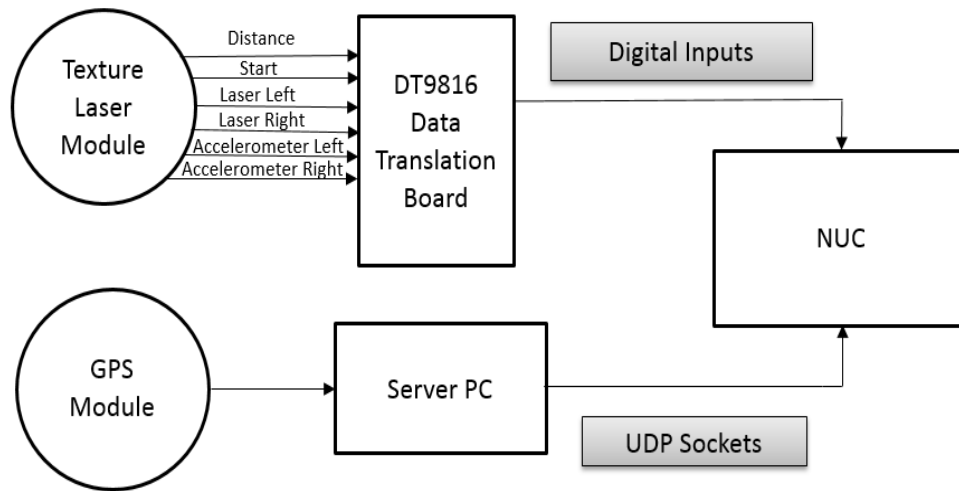 Texture
Laser
Module
Distance
Start
Laser Left
Laser Right
Accelerometer Left
Accelerometer Right
DT9816
Data
Translation
Board
Digital Inputs
NUC
GPS
Module
Server PC
UDP Sockets